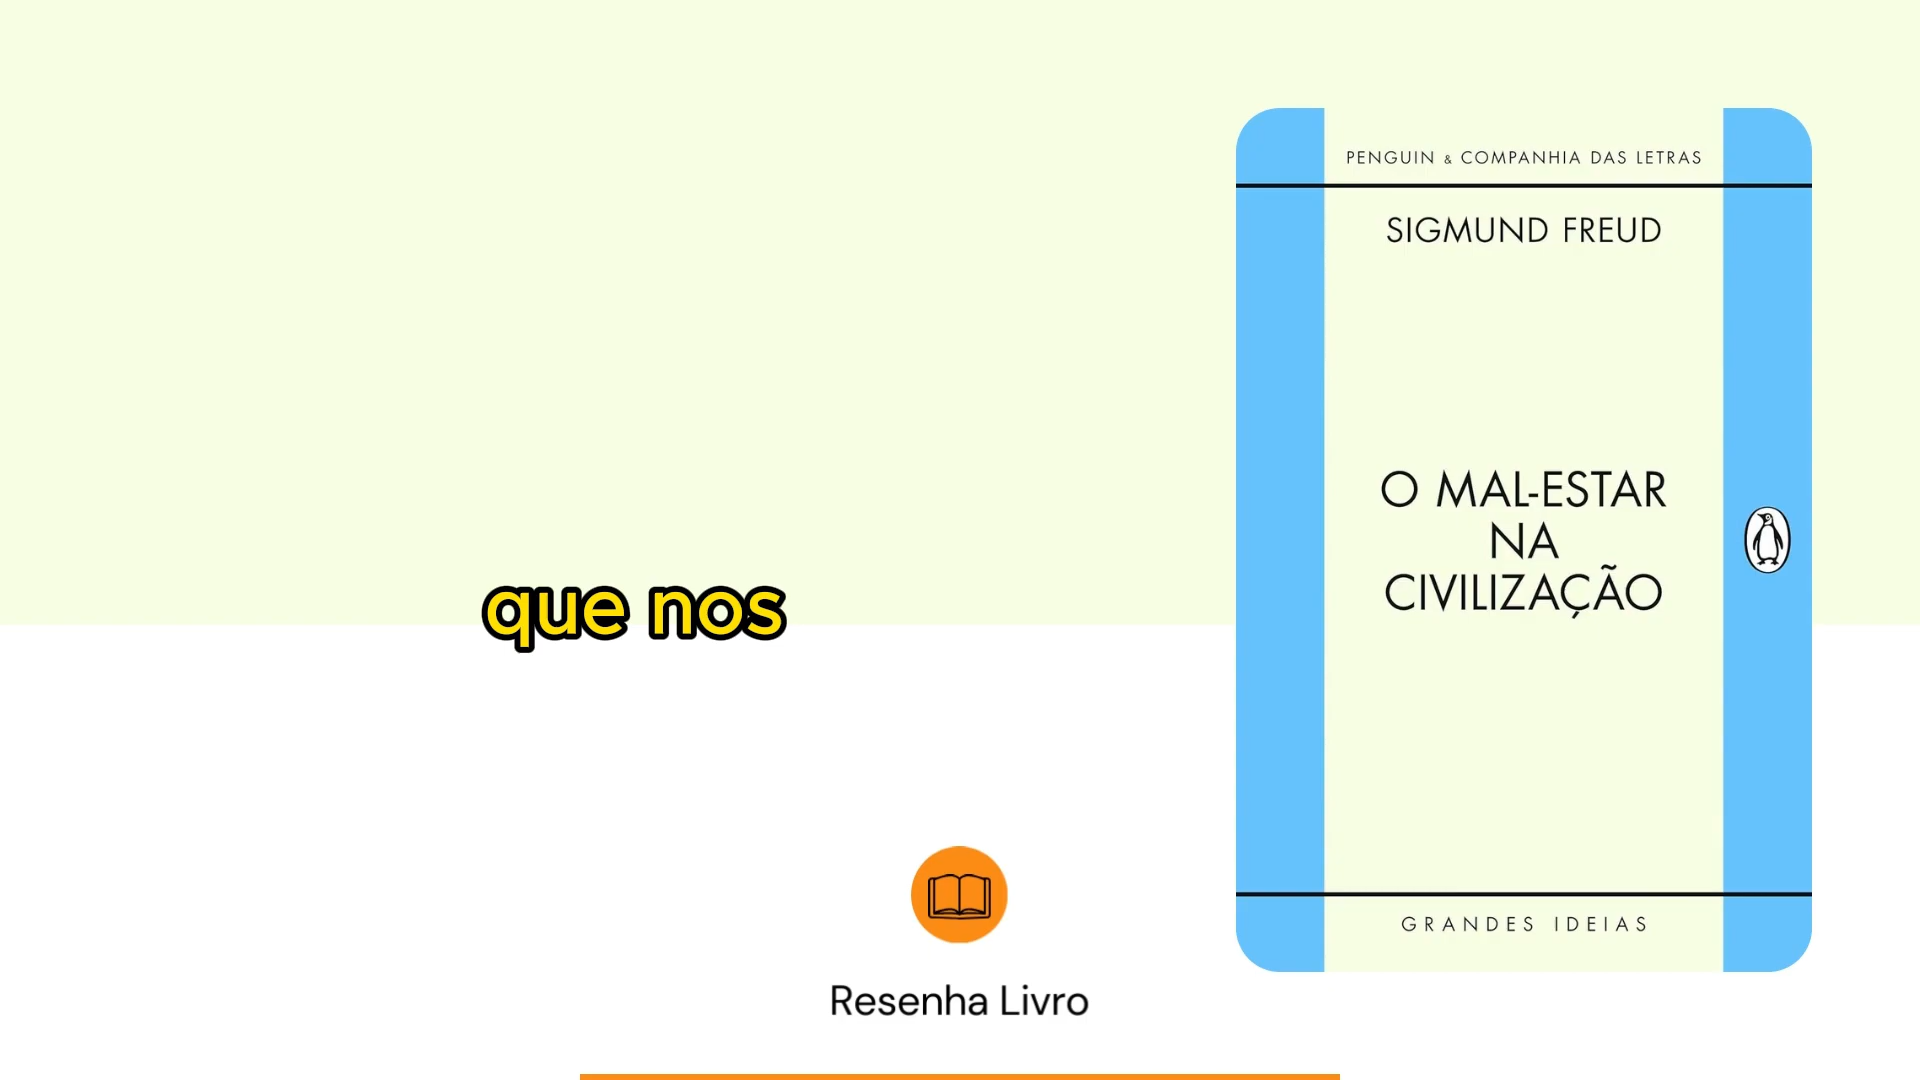 PENGUIN & COMPANHIA DAS LETRAS
SIGMUND FREUD
O MAL-ESTAR
NA
CIVILIZAÇÃO
GRANDES IDEIAS
que nos
Resenha Livro